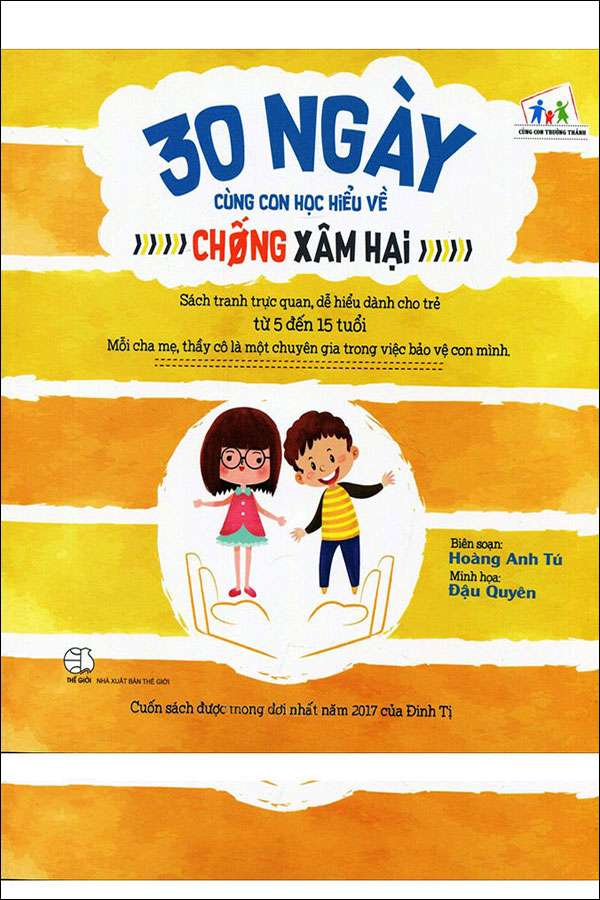 30 NGÀY
CÙNG CON HỌC HIỂU VỀ
CHỐNG XÂM HẠI
CÙNG CON TRƯỞNG THÀNH
Sách tranh trực quan, dễ hiểu dành cho trẻ
từ 5 đến 15 tuổi
Mỗi cha mẹ, thầy cô là một chuyên gia trong việc bảo vệ con mình.
Biên soạn:
Hoàng Anh Tú
Minh họa:
Đậu Quyên
THẾ GIỚI NHÀ XUẤT BẢN THẾ GIỚI
Cuốn sách được mong dơi nhất năm 2017 của Đinh Tị